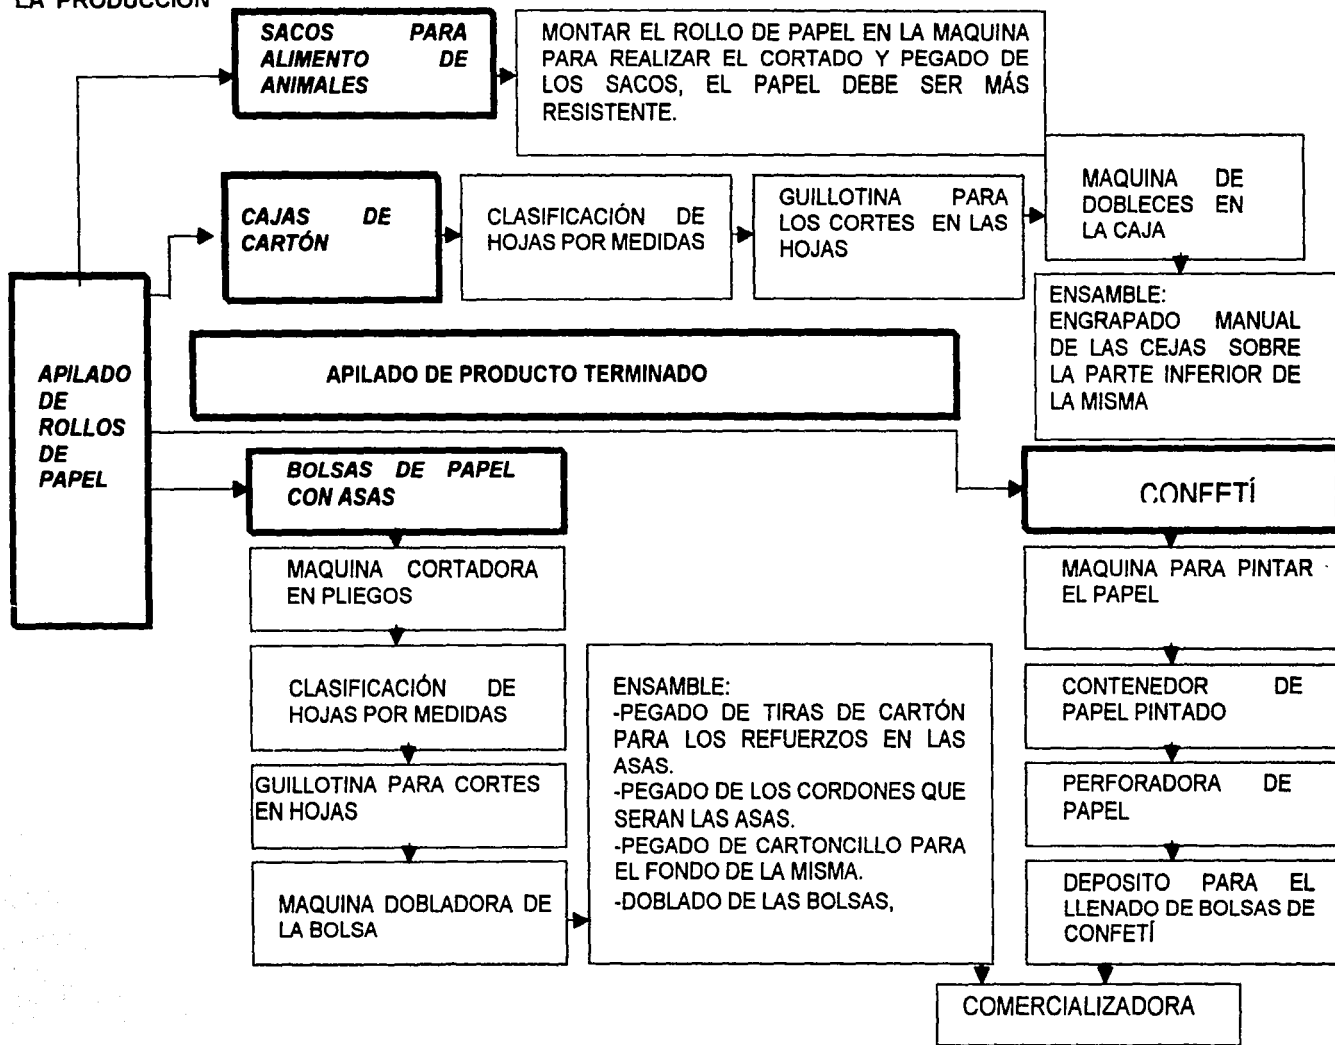 LA PRODUCCIÓN
SACOS PARA
ALIMENTO DE
ANIMALES
MONTAR EL ROLLO DE PAPEL EN LA MAQUINA
PARA REALIZAR EL CORTADO Y PEGADO DE
LOS SACOS, EL PAPEL DEBE SER MÁS
RESISTENTE.
CAJAS DE
CARTÓN
CLASIFICACIÓN DE
HOJAS POR MEDIDAS
GUILLOTINA PARA
LOS CORTES EN LAS
HOJAS
MAQUINA DE
DOBLECES EN
LA CAJA
ENSAMBLE:
ENGRAPADO MANUAL
DE LAS CEJAS SOBRE
LA PARTE INFERIOR DE
LA MISMA
APILADO
DE
ROLLOS
DE
PAPEL
APILADO DE PRODUCTO TERMINADO
BOLSAS DE PAPEL
CON ASAS
MAQUINA CORTADORA
EN PLIEGOS
CLASIFICACIÓN DE
HOJAS POR MEDIDAS
GUILLOTINA PARA CORTES
EN HOJAS
MAQUINA DOBLADORA DE
LA BOLSA
ENSAMBLE:
-PEGADO DE TIRAS DE CARTÓN
PARA LOS REFUERZOS EN LAS
ASAS.
-PEGADO DE LOS CORDONES QUE
SERAN LAS ASAS.
-PEGADO DE CARTONCILLO PARA
EL FONDO DE LA MISMA.
-DOBLADO DE LAS BOLSAS,
CONFETÍ
MAQUINA PARA PINTAR
EL PAPEL
CONTENEDOR DE
PAPEL PINTADO
PERFORADORA DE
PAPEL
DEPOSITO PARA EL
LLENADO DE BOLSAS DE
CONFETÍ
COMERCIALIZADORA